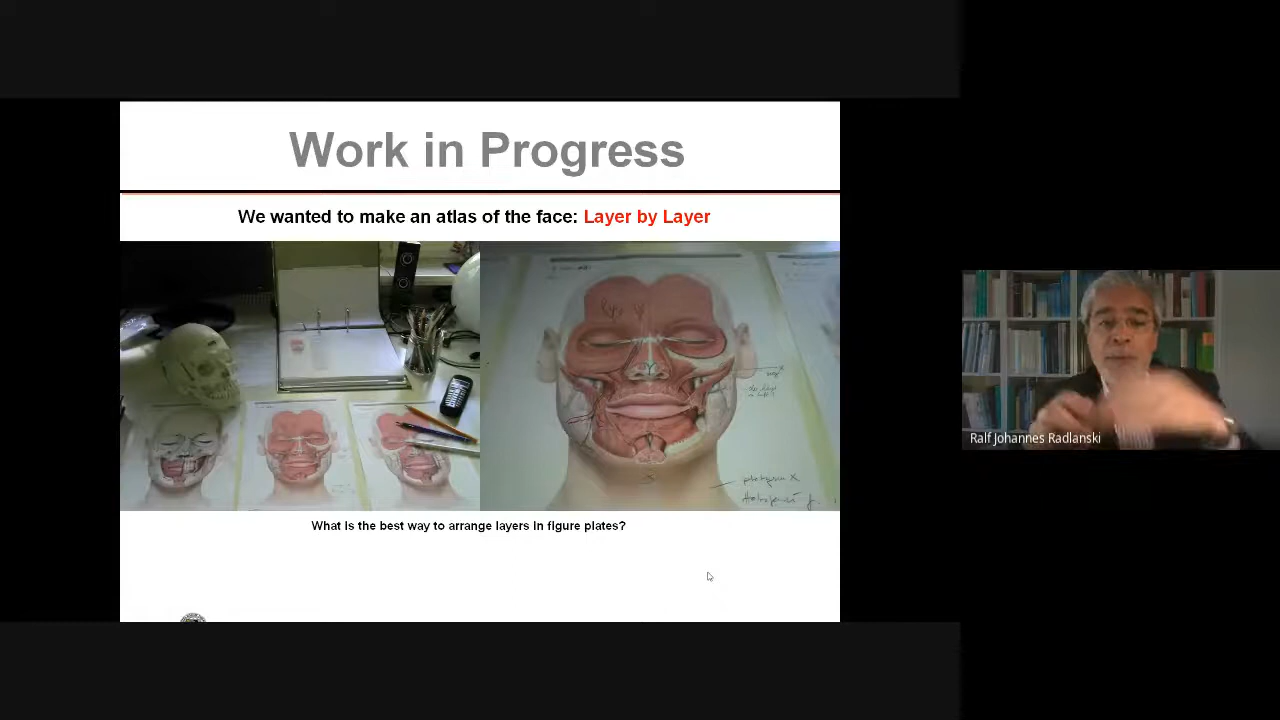 Work in Progress
We wanted to make an atlas of the face: Layer by Layer
What is the best way to arrange layers in figure plates?
Ralf Johannes Radlanski